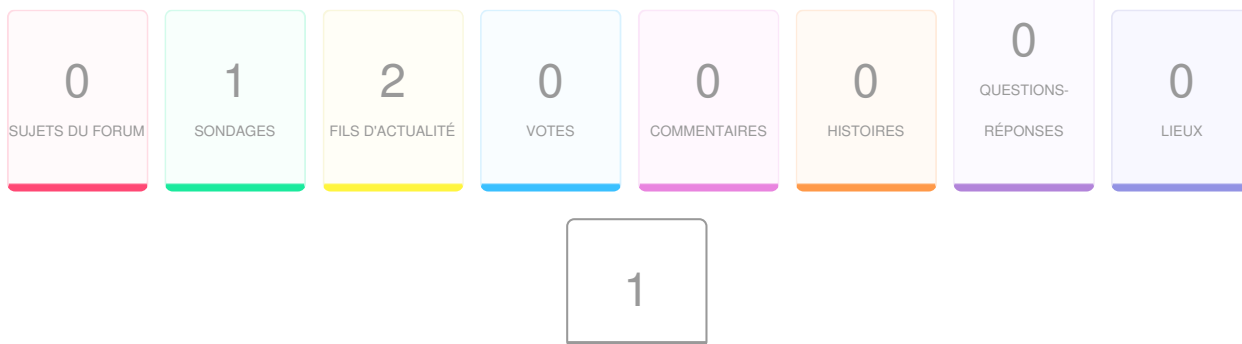 0
SUJETS DU FORUM
1
SONDAGES
2
FILS D'ACTUALITÉ
0
VOTES
0
COMMENTAIRES
0
HISTOIRES
0
QUESTIONS-
RÉPONSES
0
LIEUX
1